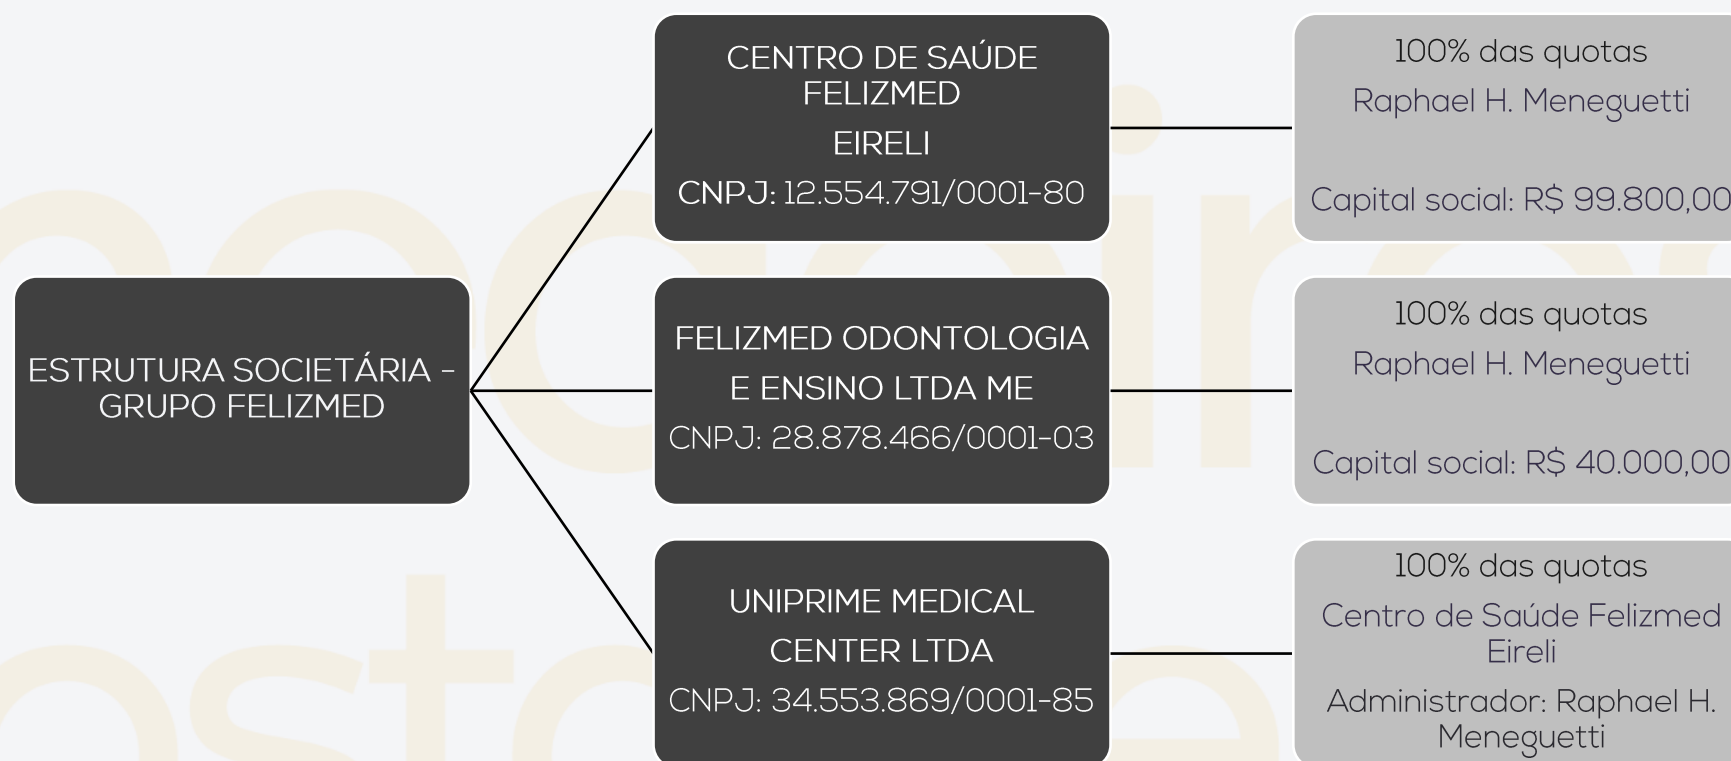 ESTRUTURA SOCIETÁRIA -
GRUPO FELIZMED
CENTRO DE SAÚDE
FELIZMED
EIRELI
CNPJ: 12.554.791/0001-80
100% das quotas
Raphael H. Meneguetti
Capital social: R$ 99.800,00
FELIZMED ODONTOLOGIA
E ENSINO LTDA ME
CNPJ: 28.878.466/0001-03
100% das quotas
Raphael H. Meneguetti
Capital social: R$ 40.000,00
UNIPRIME MEDICAL
CENTER LTDA
CNPJ: 34.553.869/0001-85
100% das quotas
Centro de Saúde Felizmed
Eireli
Administrador: Raphael H.
Meneguetti